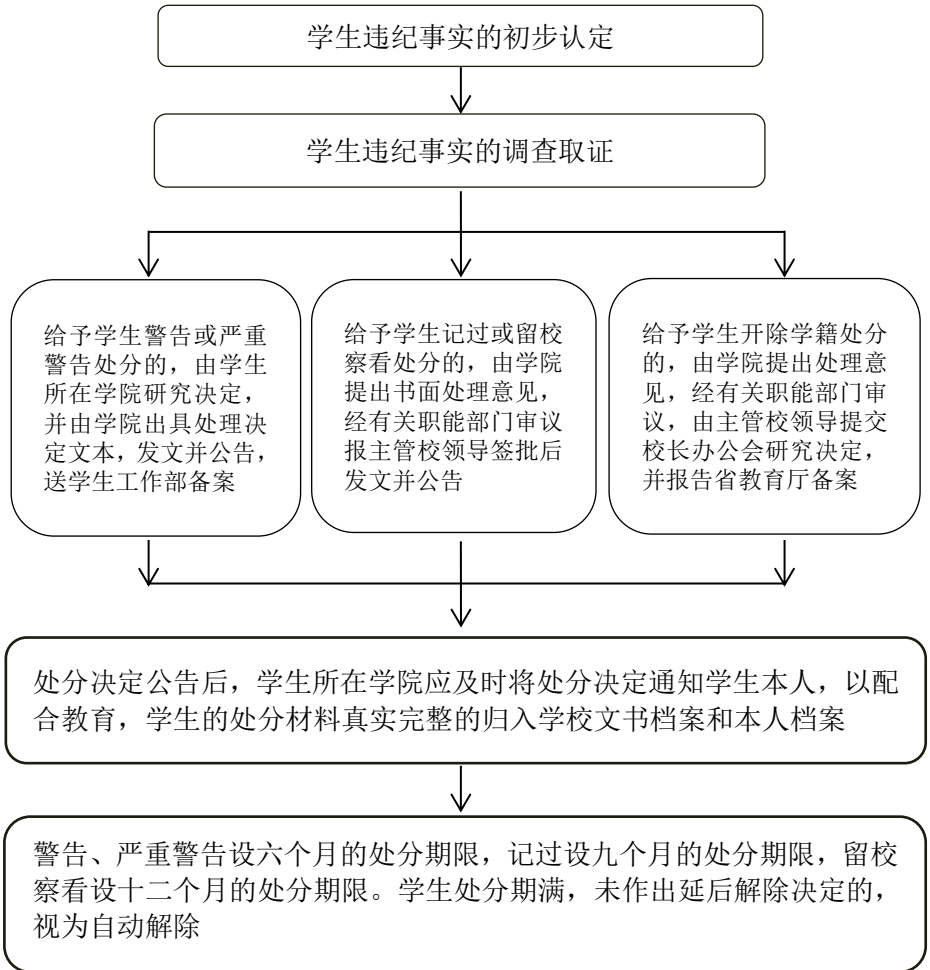 学生违纪事实的初步认定
学生违纪事实的调查取证
给予学生警告或严重
警告处分的，由学生
所在学院研究决定，
并由学院出具处理决
定文本，发文并公告，
送学生工作部备案
给予学生记过或留校
察看处分的，由学院
提出书面处理意见，
经有关职能部门审议
报主管校领导签批后
发文并公告
给予学生开除学籍处分
的，由学院提出处理意
见，经有关职能部门审
议，由主管校领导提交
校长办公会研究决定，
并报告省教育厅备案
处分决定公告后，学生所在学院应及时将处分决定通知学生本人，以配
合教育，学生的处分材料真实完整的归入学校文书档案和本人档案
警告、严重警告设六个月的处分期限，记过设九个月的处分期限，留校
察看设十二个月的处分期限。学生处分期满，未作出延后解除决定的，
视为自动解除